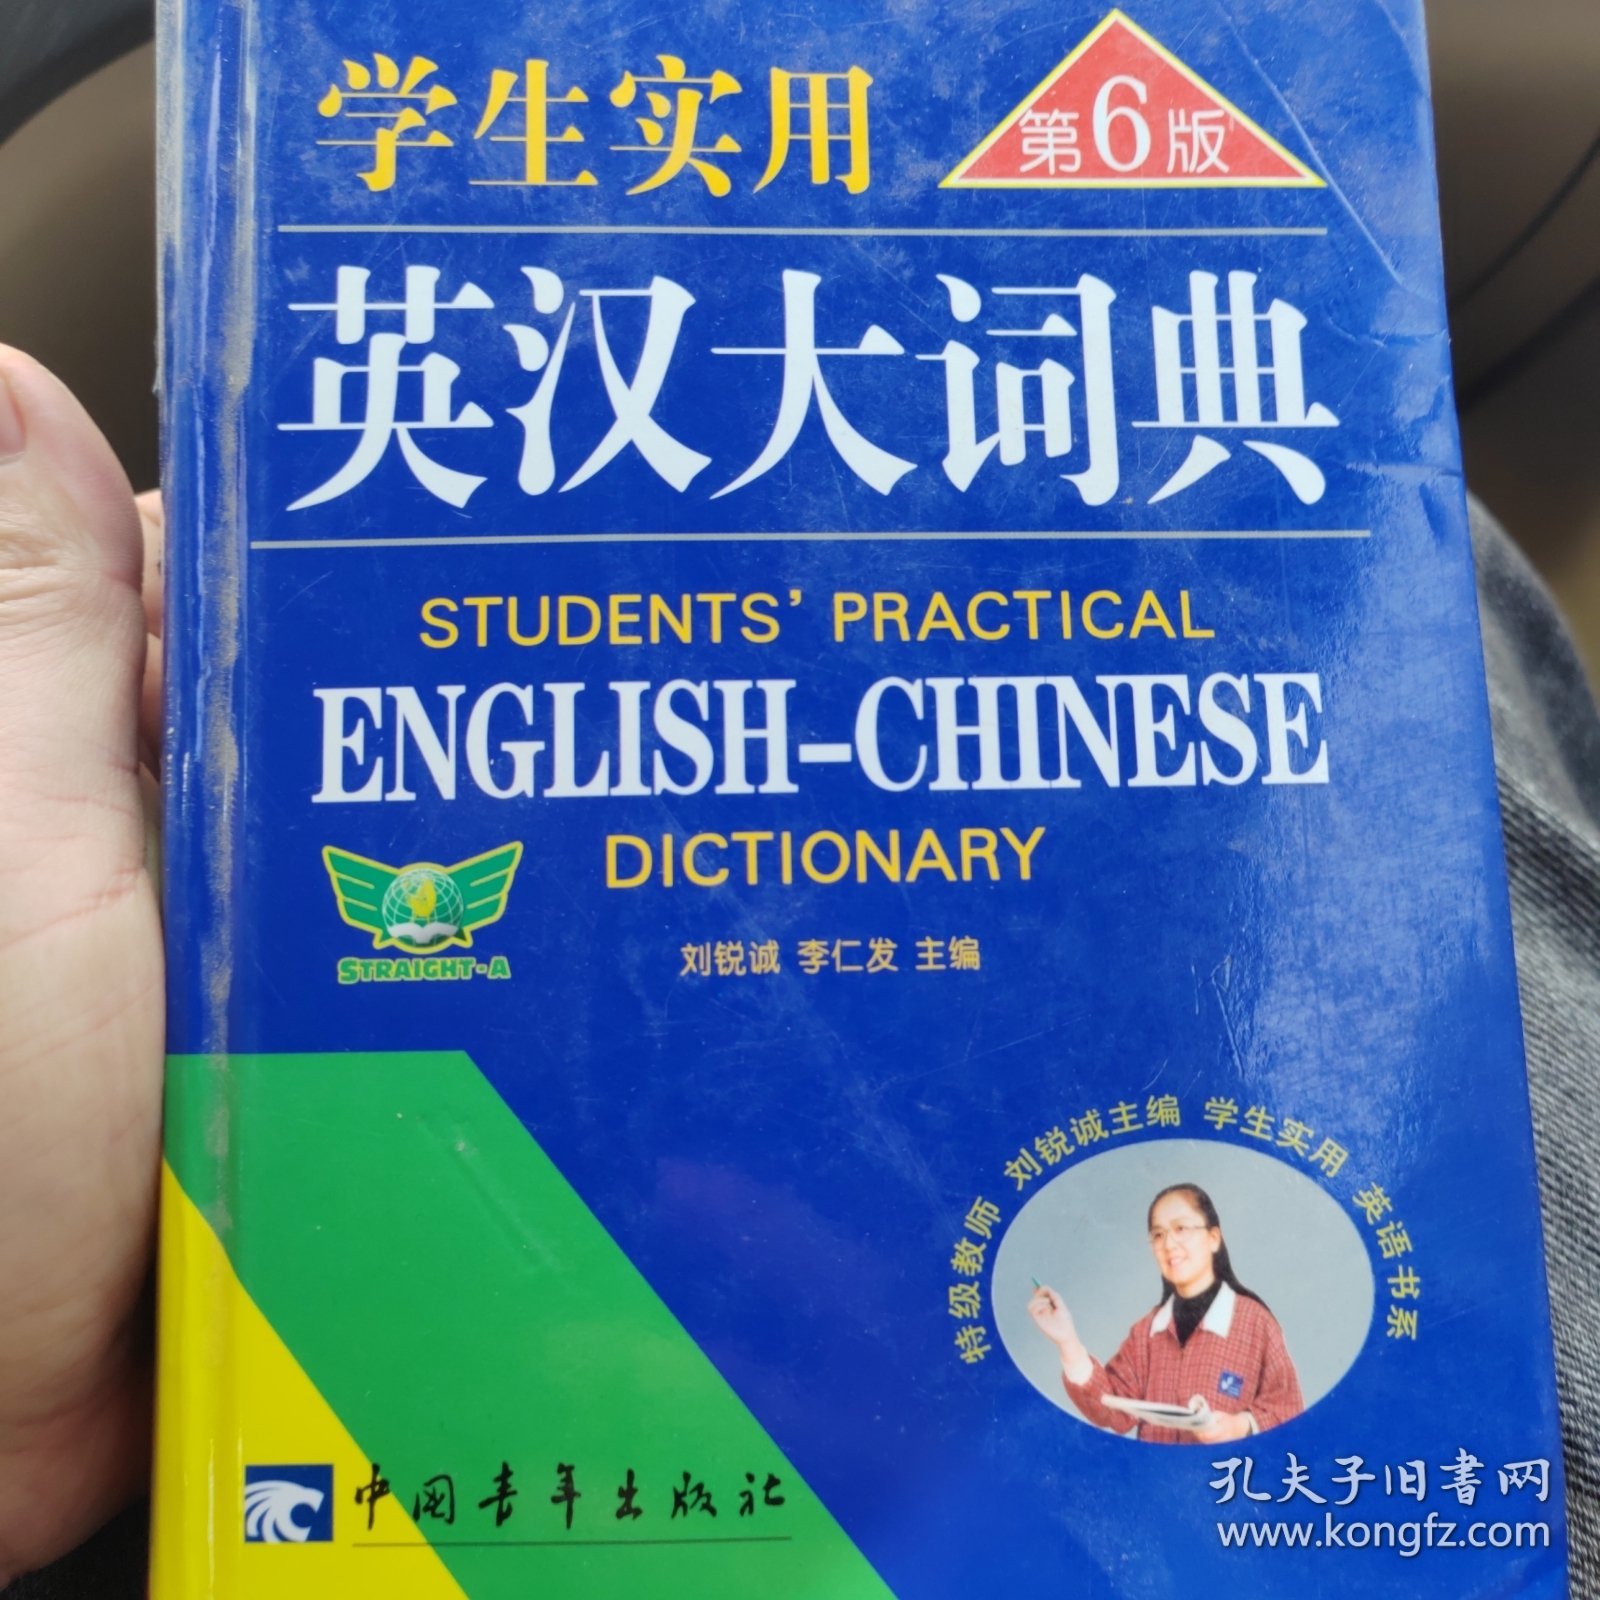 学生实用
第6版
英汉大词典
STUDENTS' PRACTICAL
ENGLISH-CHINESE
DICTIONARY
STRAIGHT·A
刘锐诚 李仁发 主编
特级教师 刘锐诚主编 学生实用 英语书系
中国青年出版社
孔夫子旧书网
www.kongfz.com